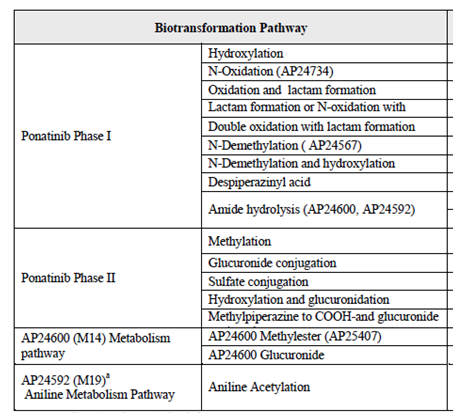 Biotransformation Pathway
Ponatinib Phase I
Hydroxylation
N-Oxidation (AP24734)
Oxidation and lactam formation
Lactam formation or N-oxidation with
Double oxidation with lactam formation
N-Demethylation ( AP24567)
N-Demethylation and hydroxylation
Despiperazinyl acid
Amide hydrolysis (AP24600, AP24592)
Ponatinib Phase II
Methylation
Glucuronide conjugation
Sulfate conjugation
Hydroxylation and glucuronidation
Methylpiperazine to COOH-and glucuronide
AP24600 (M14) Metabolism
pathway
AP24600 Methylester (AP25407)
AP24600 Glucuronide
AP24592 (M19)a
Aniline Metabolism Pathway
Aniline Acetylation